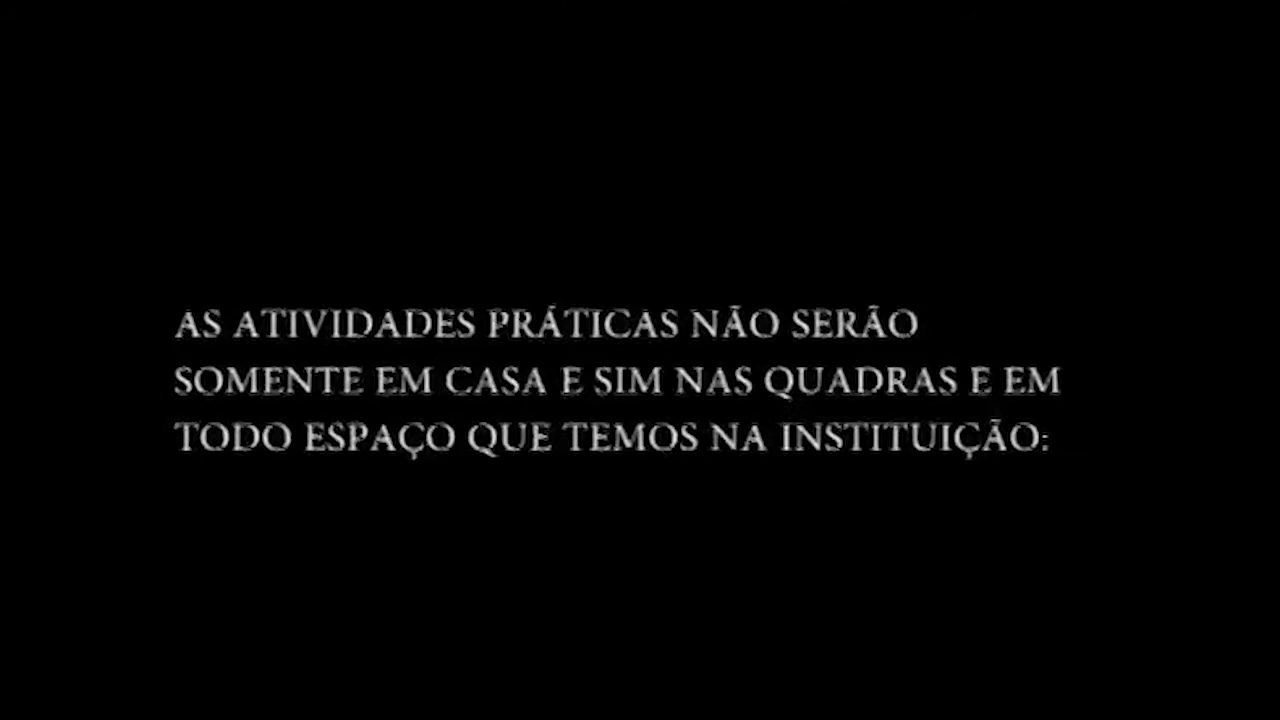 AS ATIVIDADES PRÁTICAS NÃO SERÃO
SOMENTE EM CASA E SIM NAS QUADRAS E EM
TODO ESPAÇO QUE TEMOS NA INSTITUIÇÃO: